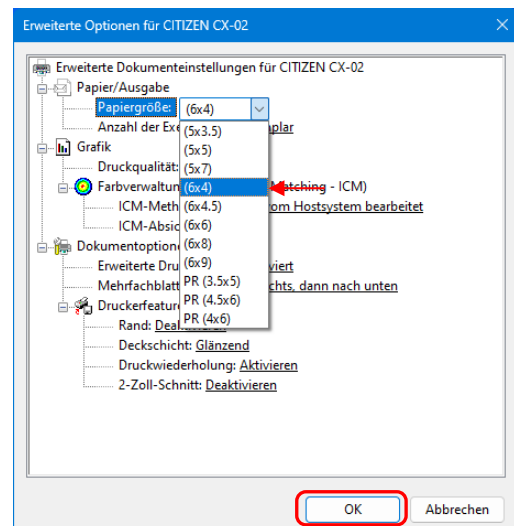 Erweiterte Optionen für CITIZEN CX-02
Erweiterte Dokumenteinstellungen für CITIZEN CX-02
Papier/Ausgabe
Papiergröße: (6x4)
Anzahl der Exe
(5x3.5)
(5x5)
Grafik
Druckqualität:
(5x7)
Farbverwaltun (6x4) Matching - ICM)
ICM-Meth (6x4.5) om Hostsystem bearbeitet
ICM-Absic (6x6)
(6x8)
Dokumentoption
Erweiterte Dru (6x9) viert
Mehrfachblatt PR (3.5x5) chts, dann nach unten
PR (4.5x6)
Druckerfeature
PR (4x6)
Rand:
Deckschicht: Glänzend
Druckwiederholung: Aktivieren
2-Zoll-Schnitt: Deaktivieren
OK Abbrechen